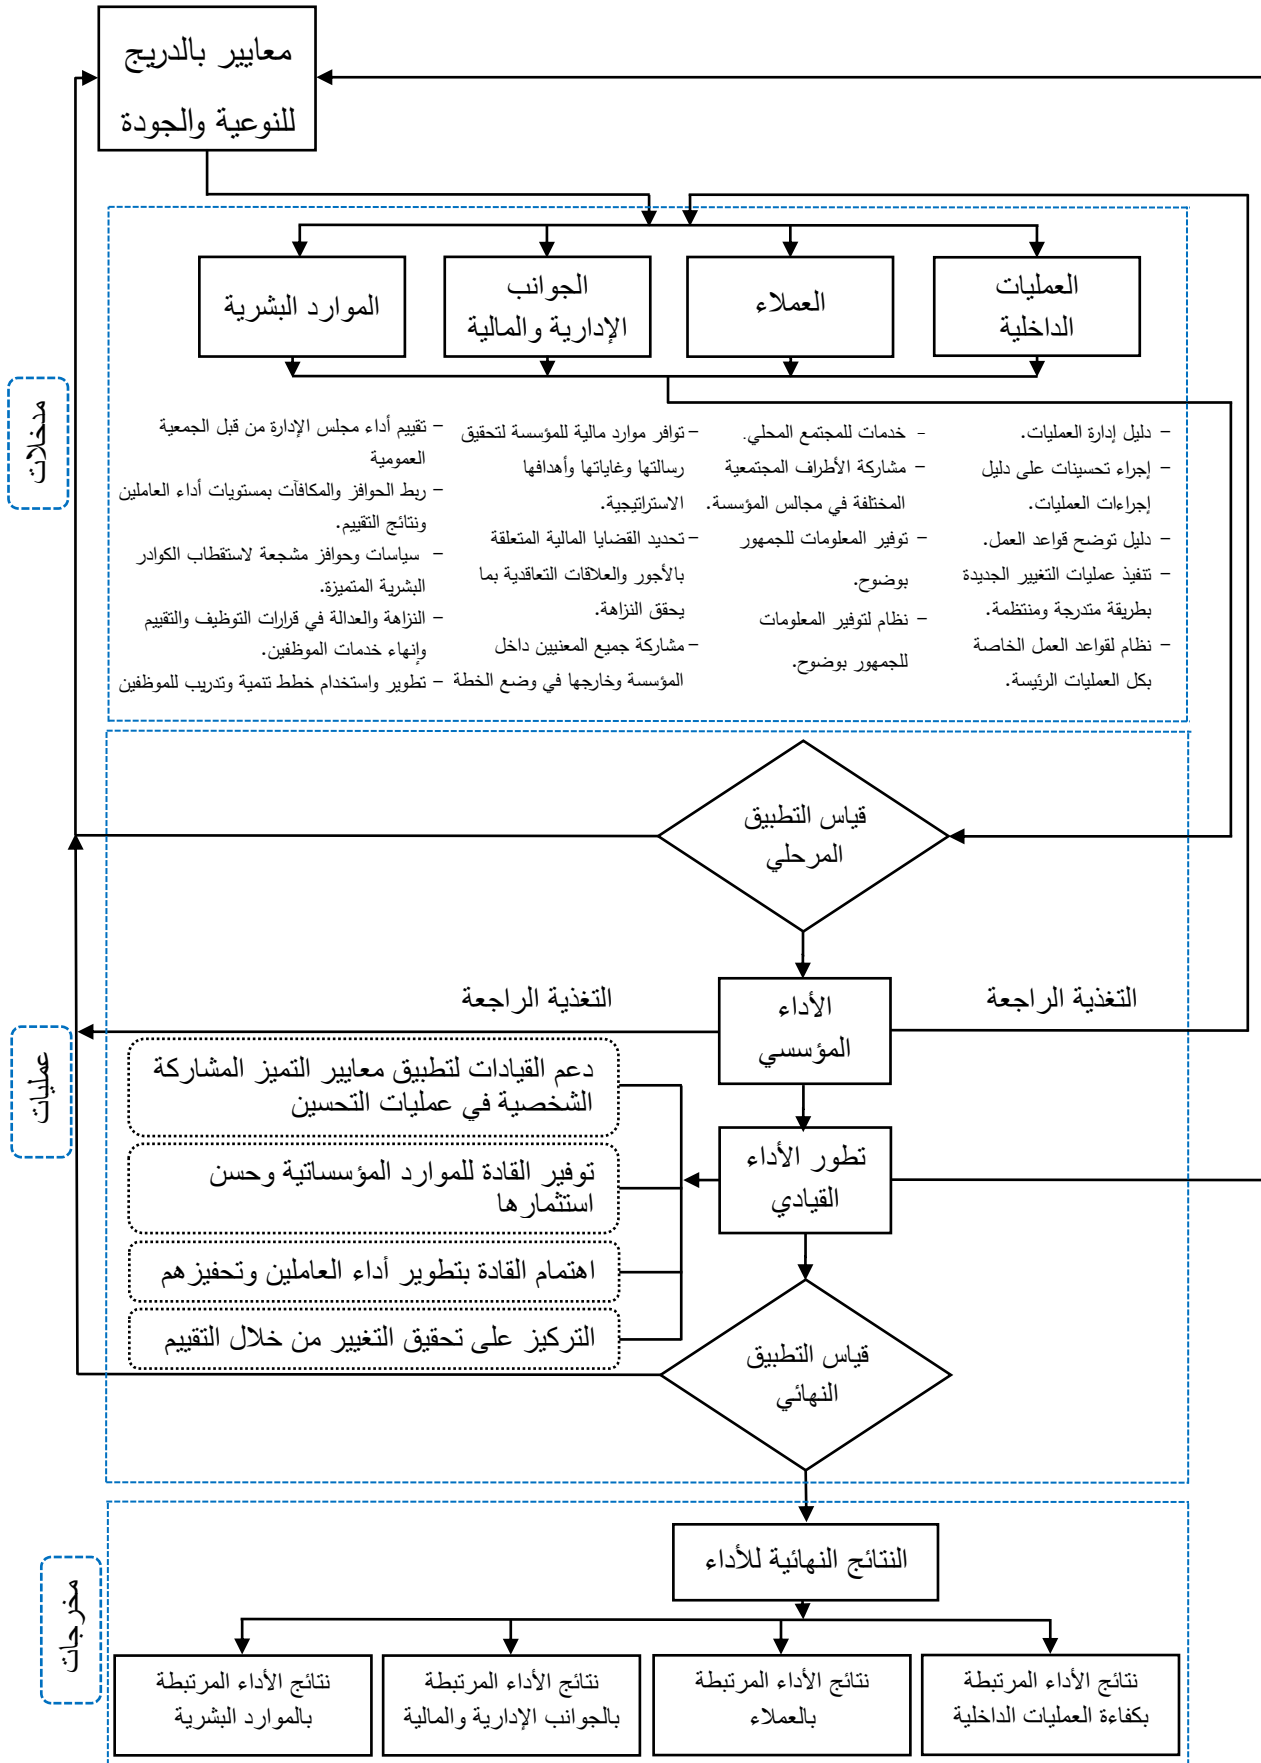 معايير بالدريج
للنوعية والجودة
مدخلات
العمليات
الداخلية
العملاء
الجوانب
الإدارية والمالية
الموارد البشرية
– دليل إدارة العمليات.
– إجراء تحسينات على دليل
إجراءات العمليات.
– دليل توضح قواعد العمل.
– تنفيذ عمليات التغيير الجديدة
بطريقة متدرجة ومنتظمة.
– نظام لقواعد العمل الخاصة
بكل العمليات الرئيسة.
- خدمات للمجتمع المحلي.
– مشاركة الأطراف المجتمعية
المختلفة في مجالس المؤسسة.
– توفير المعلومات للجمهور
بوضوح.
– نظام لتوفير المعلومات
للجمهور بوضوح.
– توافر موارد مالية للمؤسسة لتحقيق
رسالتها وغاياتها وأهدافها
الاستراتيجية.
– تحديد القضايا المالية المتعلقة
بالأجور والعلاقات التعاقدية بما
يحقق النزاهة.
– مشاركة جميع المعنيين داخل
المؤسسة وخارجها في وضع الخطة
– تقييم أداء مجلس الإدارة من قبل الجمعية
العمومية
– ربط الحوافز والمكافآت بمستويات أداء العاملين
ونتائج التقييم.
– سياسات وحوافز مشجعة لاستقطاب الكوادر
البشرية المتميزة.
– النزاهة والعدالة في قرارات التوظيف والتقييم
وإنهاء خدمات الموظفين.
– تطوير واستخدام خطط تنمية وتدريب للموظفين
عمليات
قياس التطبيق
المرحلي
التغذية الراجعة
الأداء
المؤسسي
التغذية الراجعة
تطور الأداء
القيادي
دعم القيادات لتطبيق معايير التميز المشاركة
الشخصية في عمليات التحسين
توفير القادة للموارد المؤسساتية وحسن
استثمارها
اهتمام القادة بتطوير أداء العاملين وتحفيزهم
التركيز على تحقيق التغيير من خلال التقييم
قياس التطبيق
النهائي
مخرجات
النتائج النهائية للأداء
نتائج الأداء المرتبطة
بكفاءة العمليات الداخلية
نتائج الأداء المرتبطة
بالعملاء
نتائج الأداء المرتبطة
بالجوانب الإدارية والمالية
نتائج الأداء المرتبطة
بالموارد البشرية